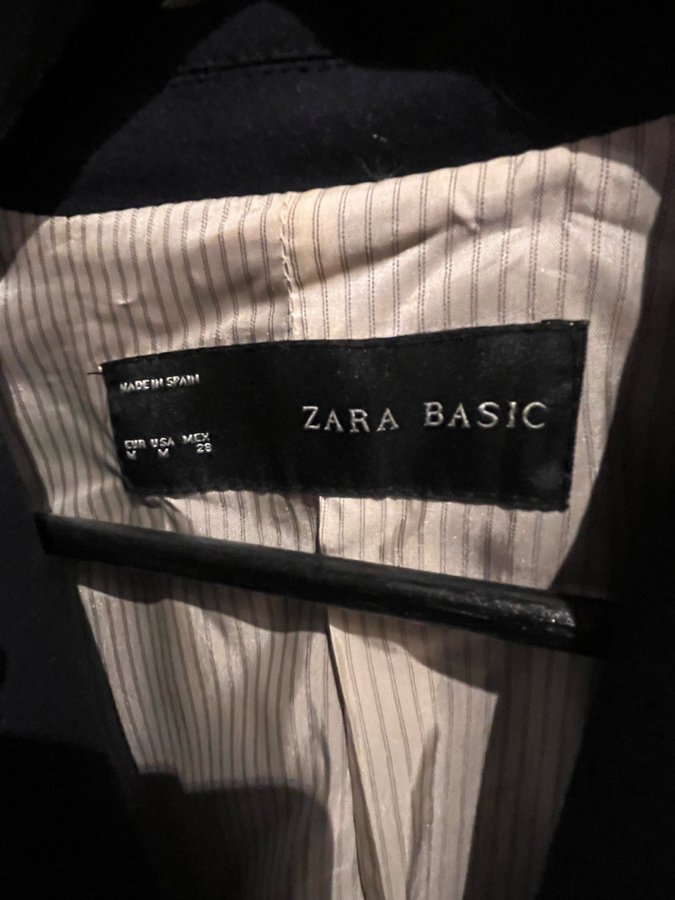 MADE IN SPAIN
ZARA BASIC
EUR USA MEX
M M 28